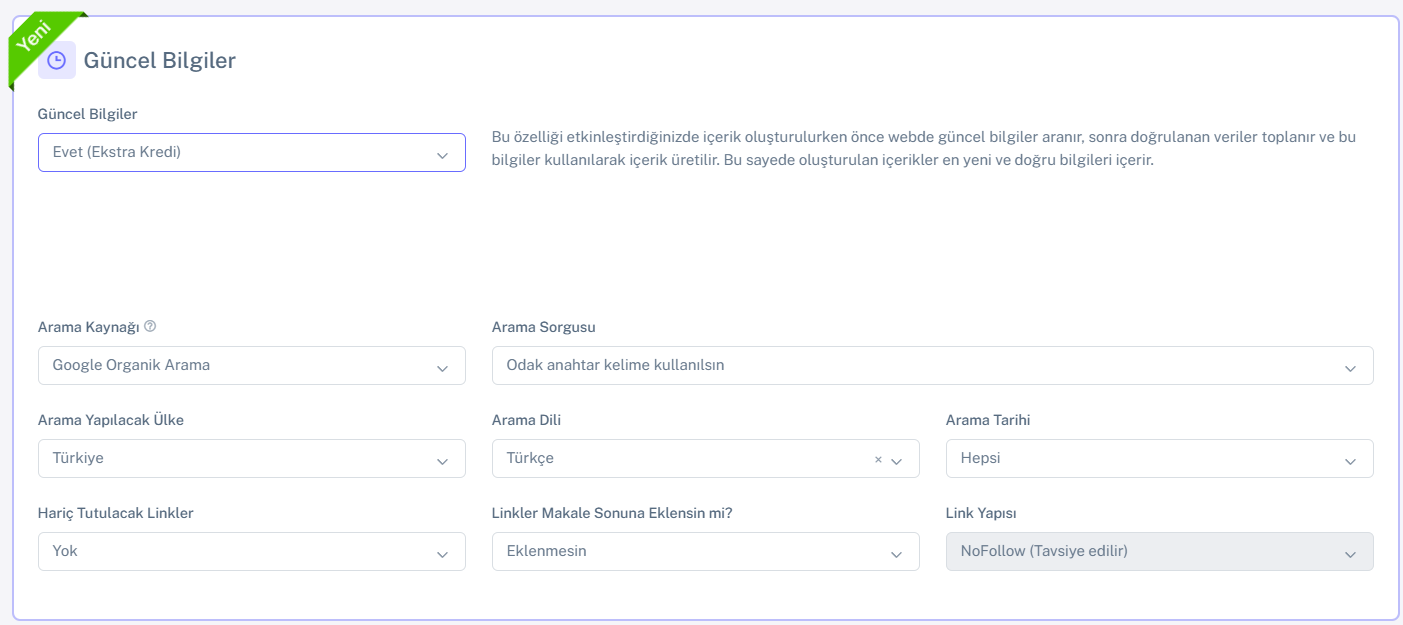 Yeni
Güncel Bilgiler
Güncel Bilgiler
Evet (Ekstra Kredi)
Bu özelliği etkinleştirdiğinizde içerik oluşturulurken önce webde güncel bilgiler aranır, sonra doğrulanan veriler toplanır ve bu
bilgiler kullanılarak içerik üretilir. Bu sayede oluşturulan içerikler en yeni ve doğru bilgileri içerir.
Arama Kaynağı ?
Arama Sorgusu
Google Organik Arama
Odak anahtar kelime kullanılsın
Arama Yapılacak Ülke
Arama Dili
Arama Tarihi
Türkiye
Türkçe ×
Hepsi
Hariç Tutulacak Linkler
Linkler Makale Sonuna Eklensin mi?
Link Yapısı
Yok
Eklenmesin
NoFollow (Tavsiye edilir)